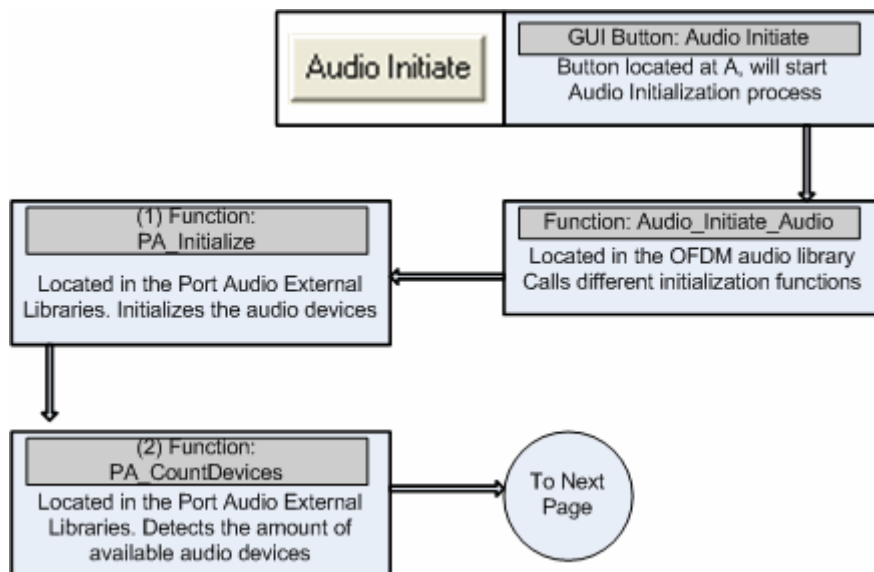 Audio Initiate
GUI Button: Audio Initiate
Button located at A, will start
Audio Initialization process
Function: Audio_Initiate_Audio
Located in the OFDM audio library
Calls different initialization functions
(1) Function:
PA_Initialize
Located in the Port Audio External
Libraries. Initializes the audio devices
(2) Function:
PA_CountDevices
Located in the Port Audio External
Libraries. Detects the amount of
available audio devices
To Next
Page